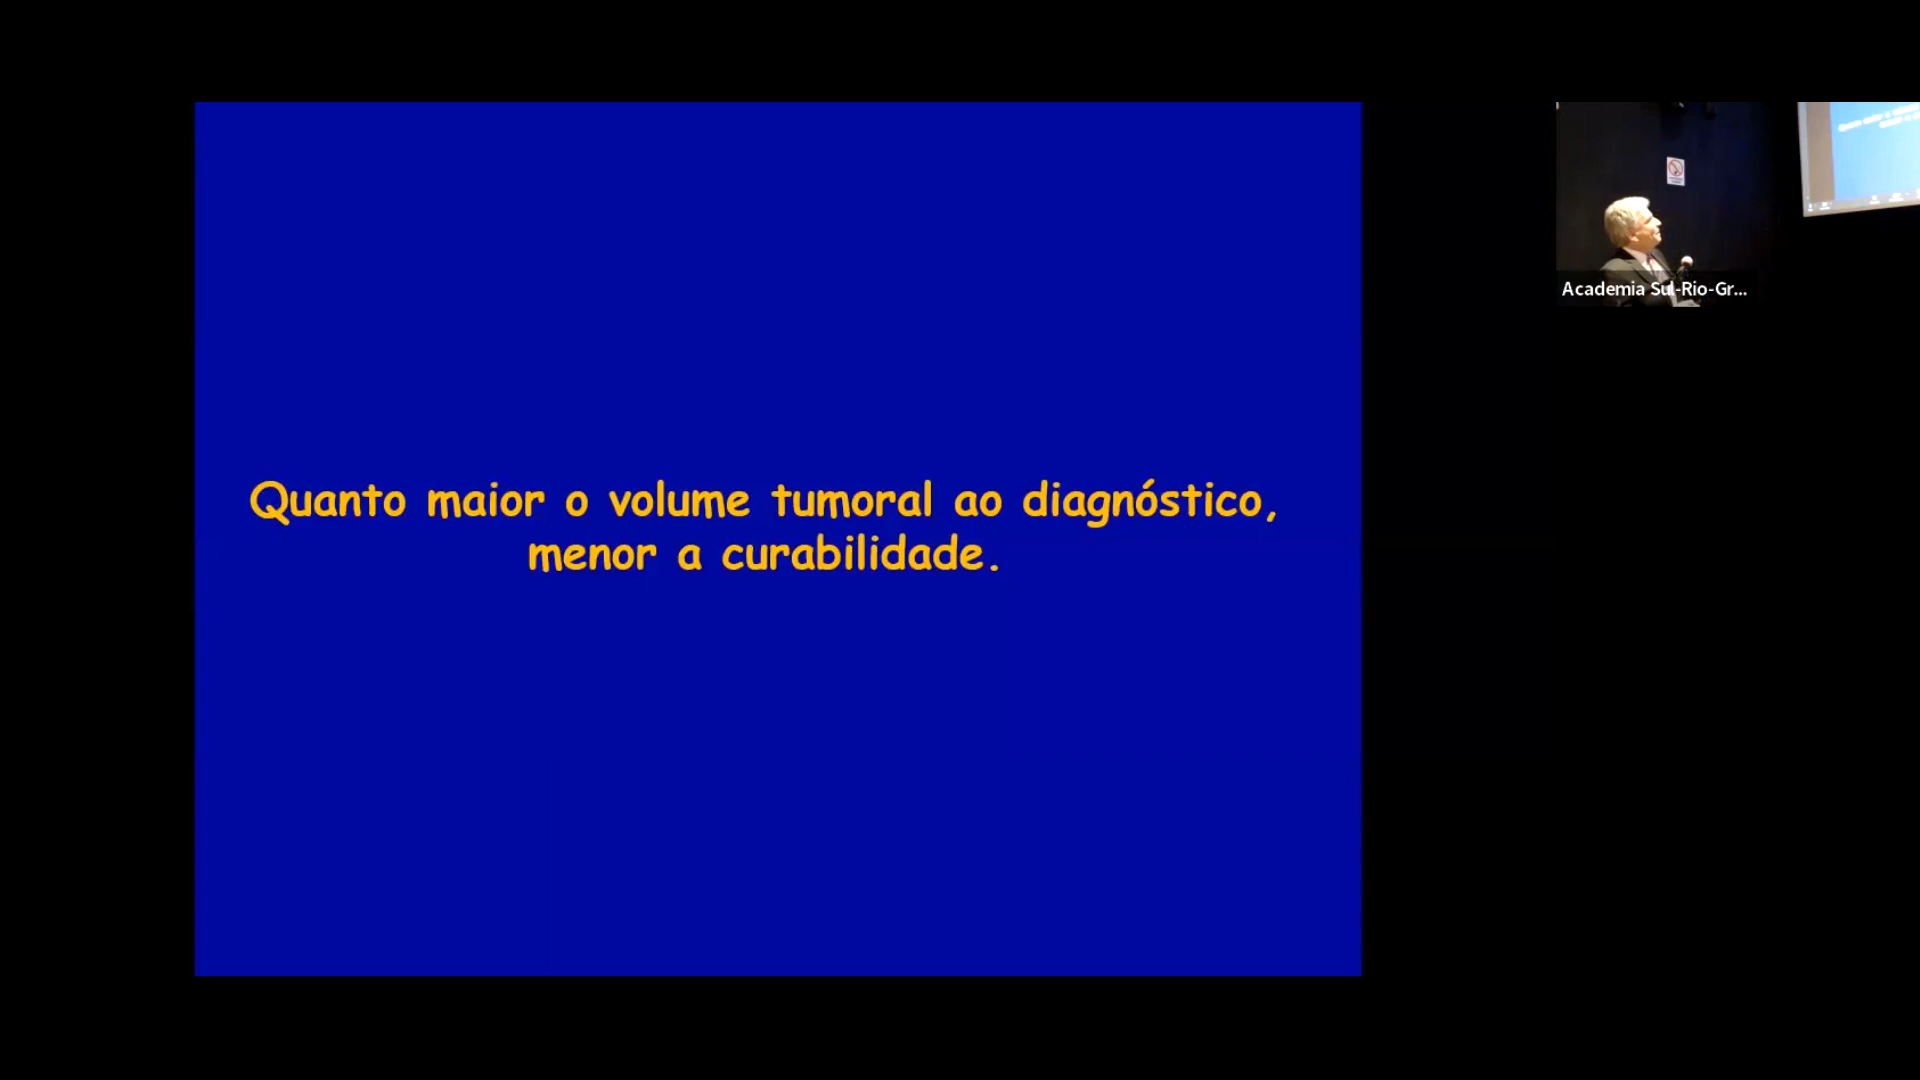 Quanto maior o volume tumoral ao diagnóstico,
menor a curabilidade.
Academia Sul-Rio-Gr...